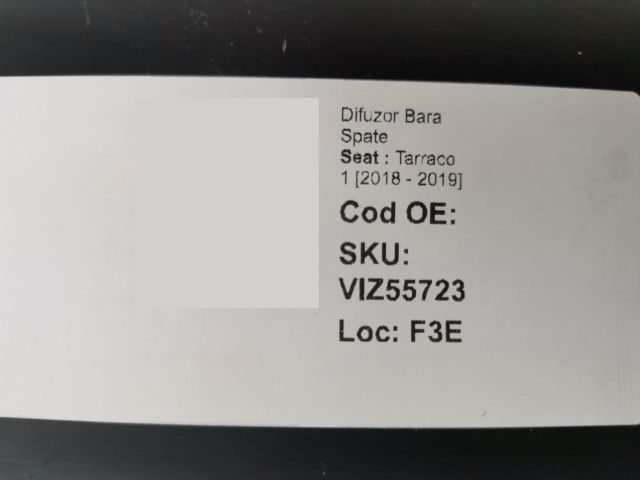 Difuzor Bara
Spate
Seat : Tarraco
1 [2018 - 2019]
Cod OE:
SKU:
VIZ55723
Loc: F3E